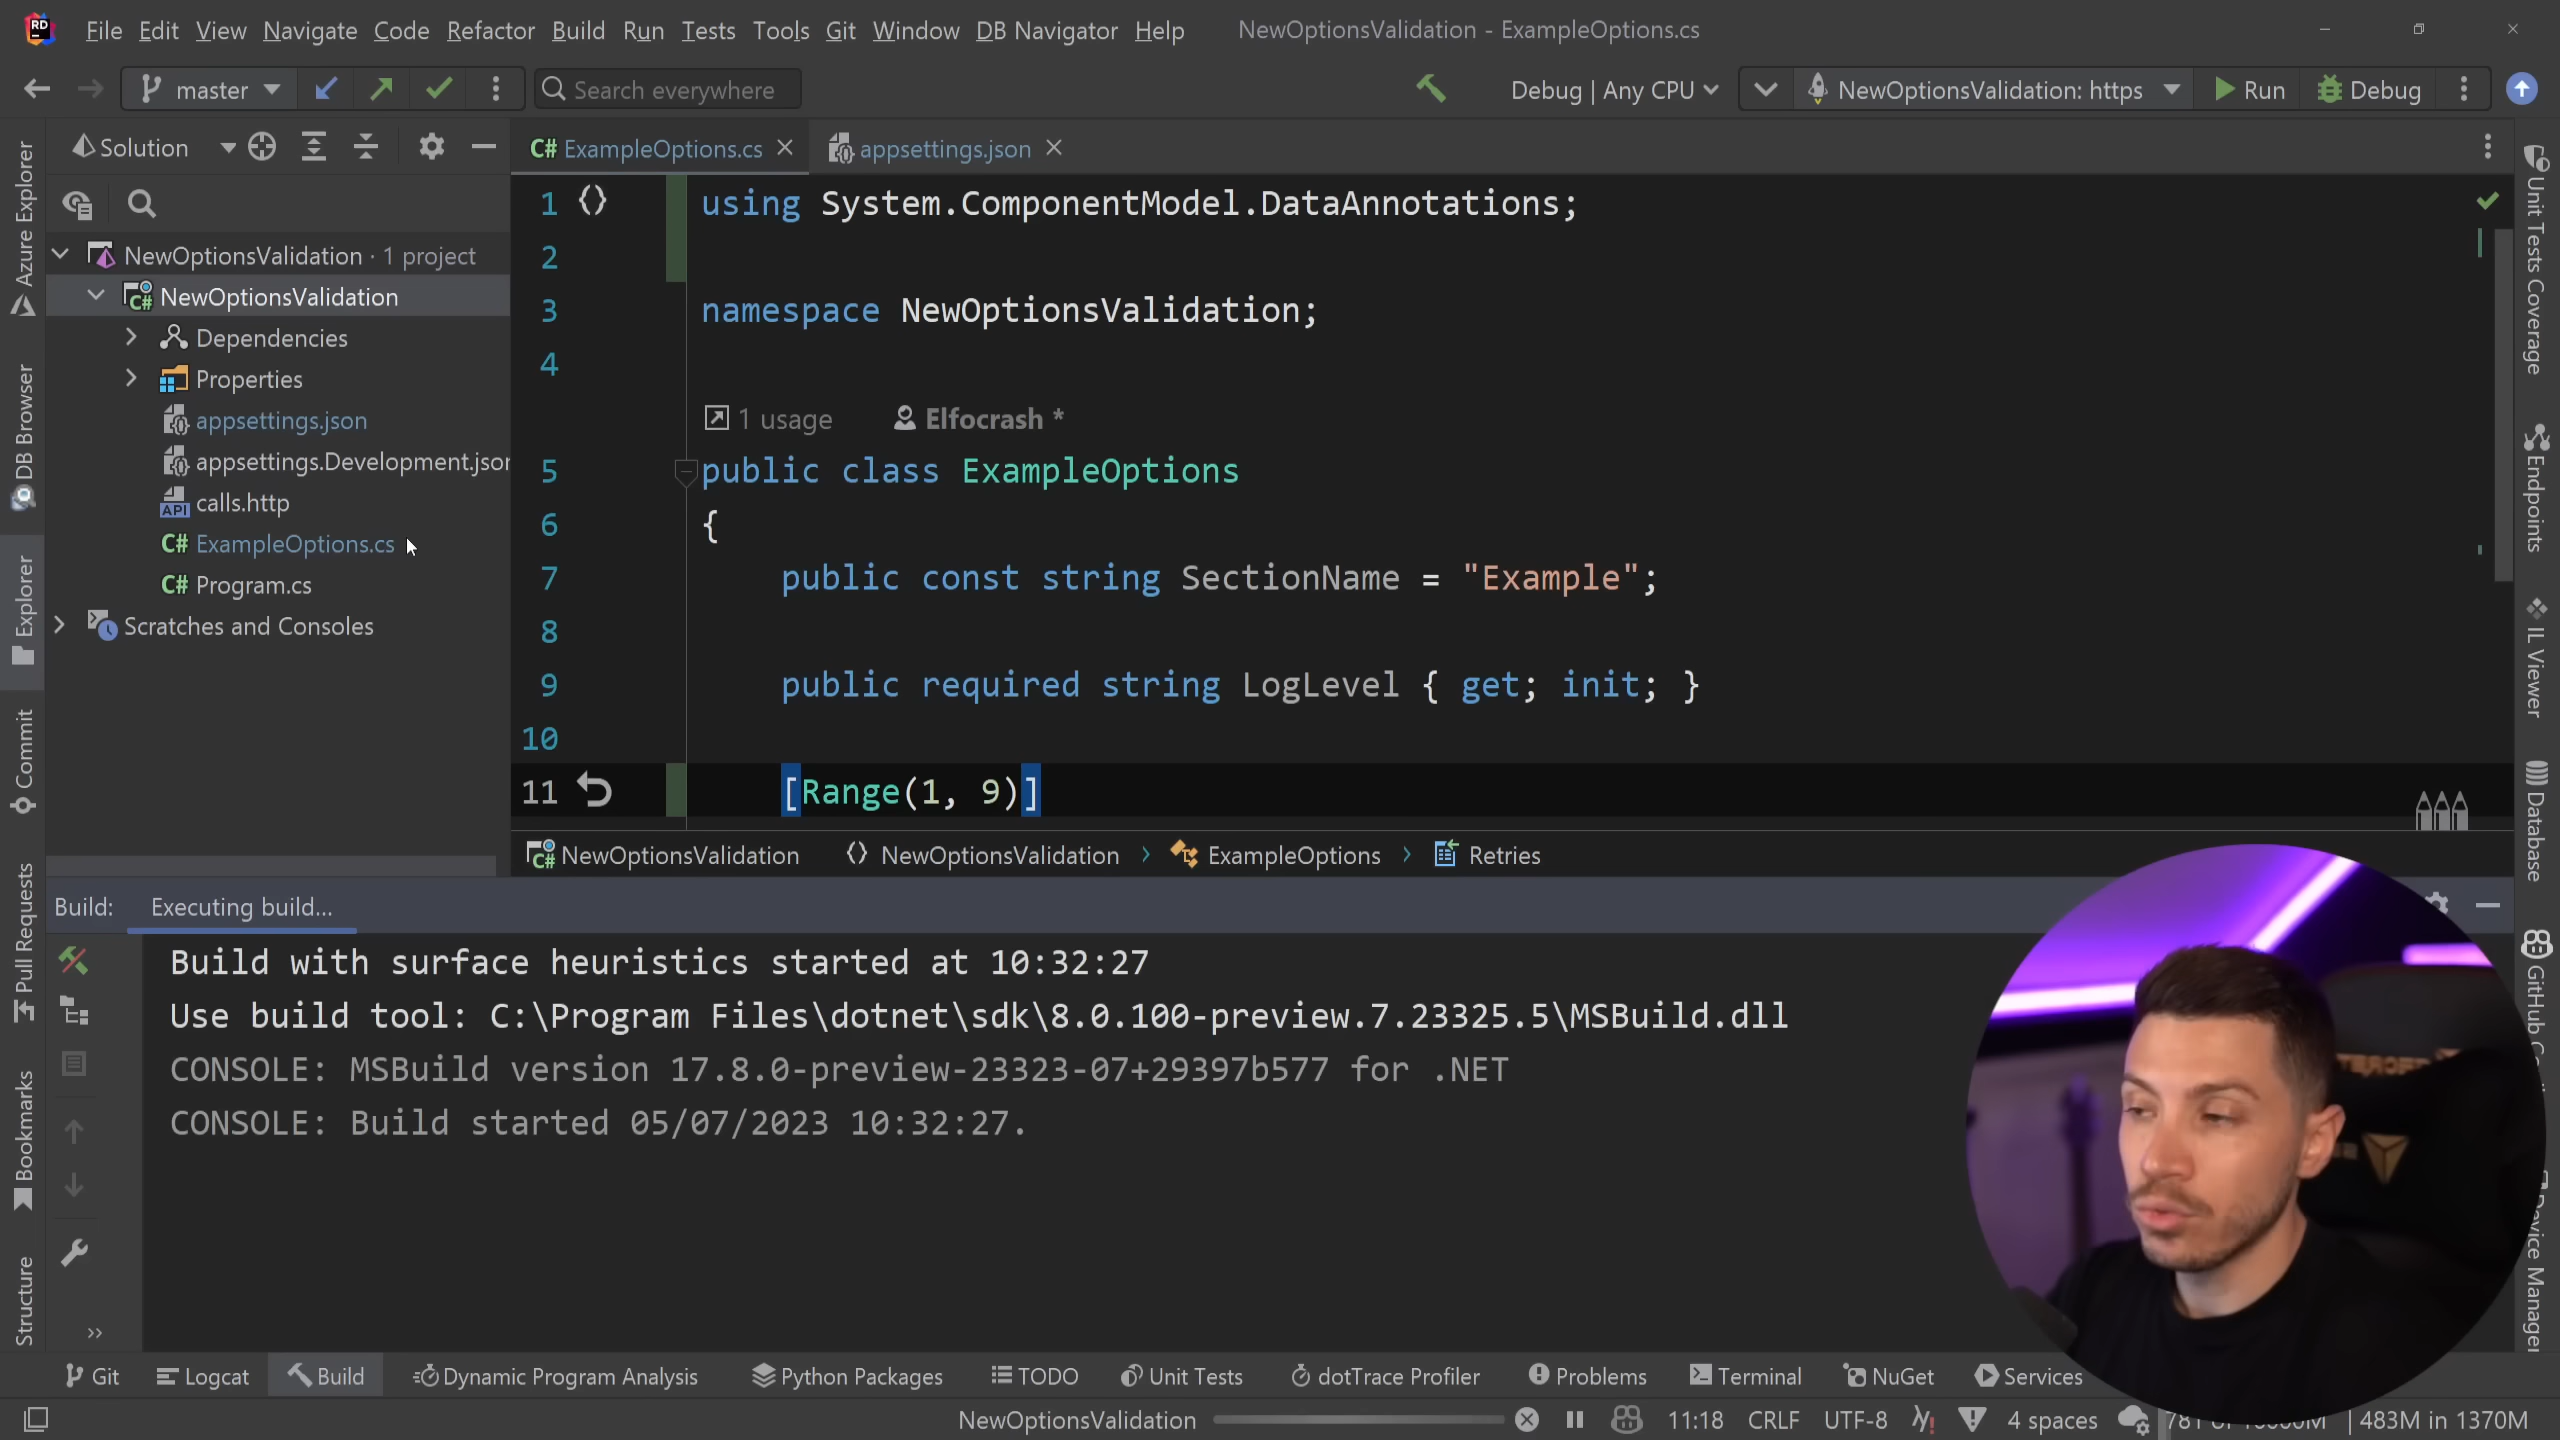 RD File Edit View Navigate Code Refactor Build Run Tests Tools Git Window DB Navigator Help NewOptionsValidation - ExampleOptions.cs
master Search everywhere Debug | Any CPU NewOptionsValidation: https Run Debug
Solution
C# ExampleOptions.cs appsettings.json
NewOptionsValidation · 1 project
C# NewOptionsValidation
Dependencies
Properties
appsettings.json
appsettings.Development.json
API calls.http
C# ExampleOptions.cs
C# Program.cs
Scratches and Consoles
1 using System.ComponentModel.DataAnnotations;
2
3 namespace NewOptionsValidation;
4
1 usage Elfocrash *
5 public class ExampleOptions
6 {
7 public const string SectionName = "Example";
8
9 public required string LogLevel { get; init; }
10
11 [Range(1, 9)]
C# NewOptionsValidation NewOptionsValidation › ExampleOptions › Retries
Build: Executing build...
Build with surface heuristics started at 10:32:27
Use build tool: C:\Program Files\dotnet\sdk\8.0.100-preview.7.23325.5\MSBuild.dll
CONSOLE: MSBuild version 17.8.0-preview-23323-07+29397b577 for .NET
CONSOLE: Build started 05/07/2023 10:32:27.
Azure Explorer
DB Browser
Explorer
Commit
Pull Requests
Bookmarks
Structure
Unit Tests Coverage
Endpoints
IL Viewer
Database
GitHub
Device Manager
Git Logcat Build Dynamic Program Analysis Python Packages TODO Unit Tests dotTrace Profiler Problems Terminal NuGet Services
NewOptionsValidation 11:18 CRLF UTF-8 4 spaces 483M in 1370M